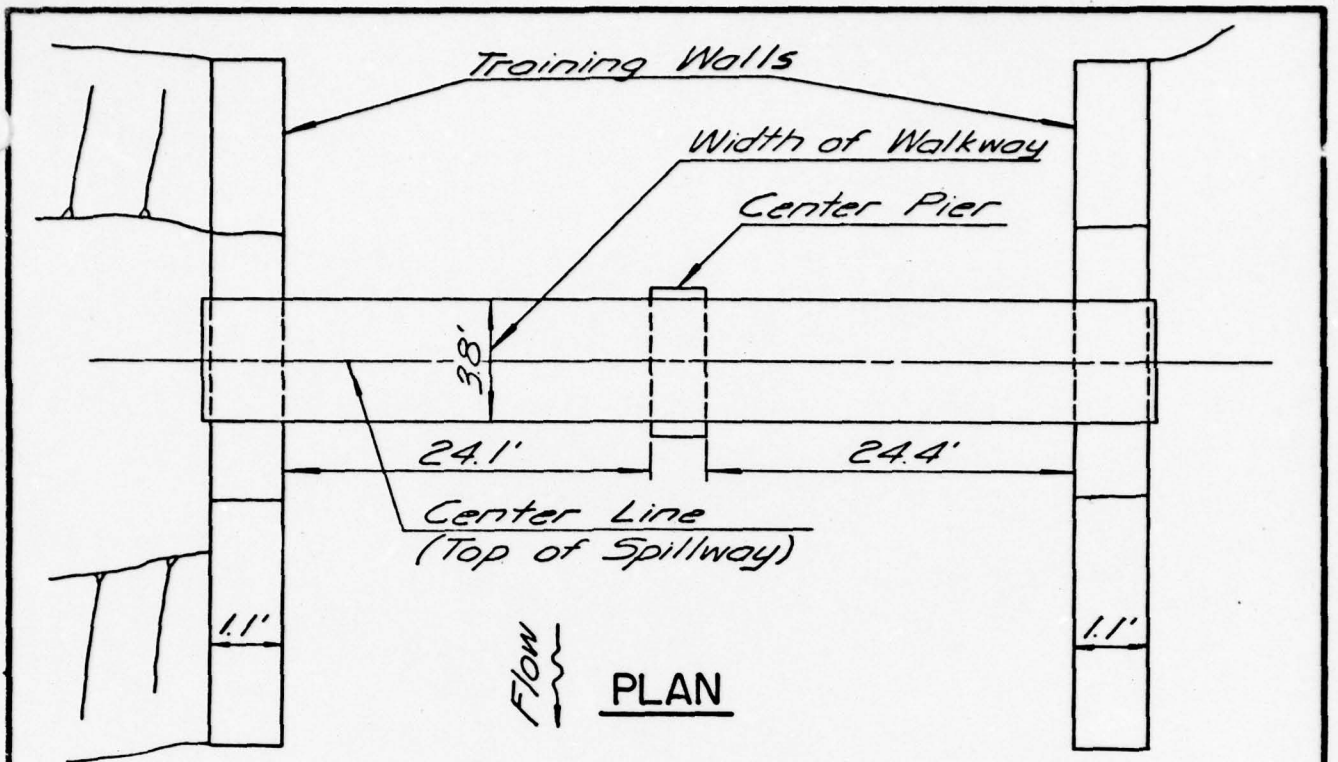 Training Walls
Width of Walkway
Center Pier
3.8'
24.1'
24.4'
Center Line
(Top of Spillway)
1.1'
1.1'
Flow
PLAN